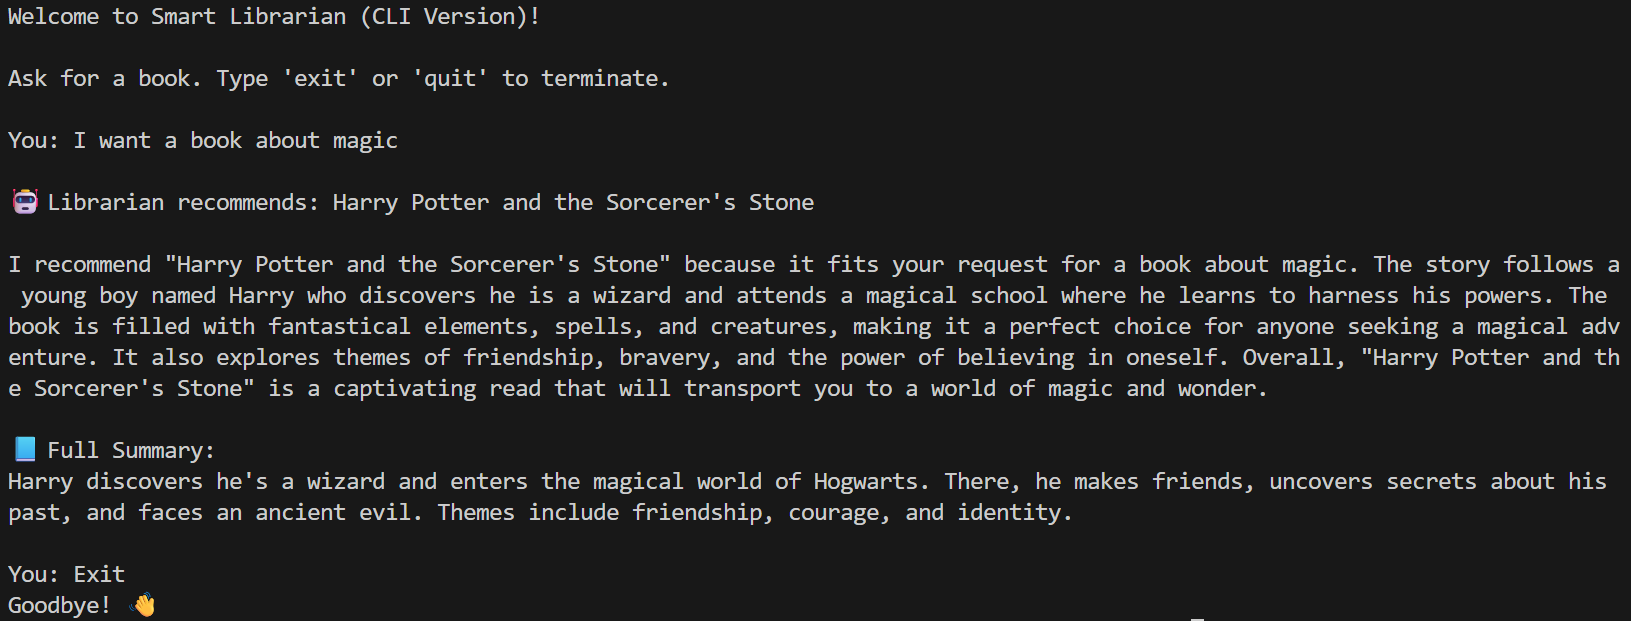 Welcome to Smart Librarian (CLI Version)!
Ask for a book. Type 'exit' or 'quit' to terminate.
You: I want a book about magic
🤖 Librarian recommends: Harry Potter and the Sorcerer's Stone
I recommend "Harry Potter and the Sorcerer's Stone" because it fits your request for a book about magic. The story follows a
young boy named Harry who discovers he is a wizard and attends a magical school where he learns to harness his powers. The
book is filled with fantastical elements, spells, and creatures, making it a perfect choice for anyone seeking a magical adv
enture. It also explores themes of friendship, bravery, and the power of believing in oneself. Overall, "Harry Potter and th
e Sorcerer's Stone" is a captivating read that will transport you to a world of magic and wonder.
📘 Full Summary:
Harry discovers he's a wizard and enters the magical world of Hogwarts. There, he makes friends, uncovers secrets about his
past, and faces an ancient evil. Themes include friendship, courage, and identity.
You: Exit
Goodbye! 👋